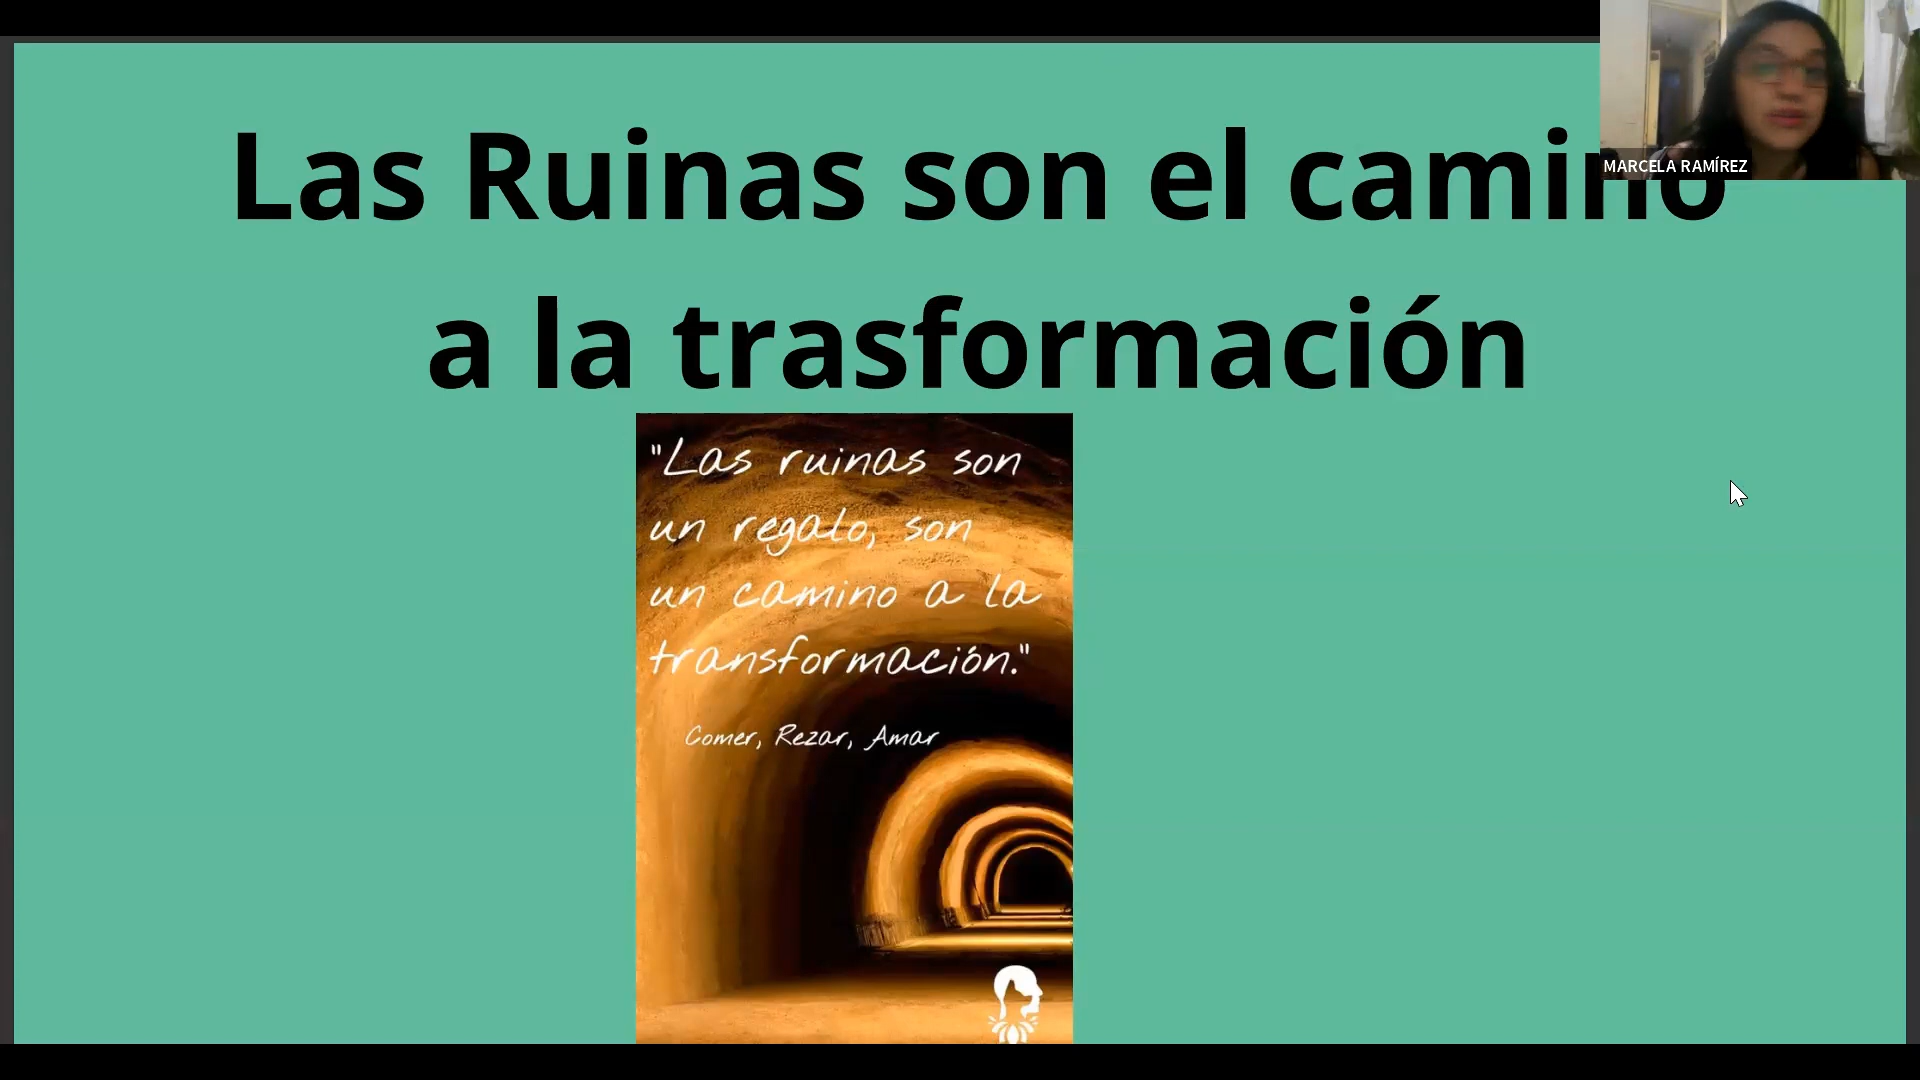 Las Ruinas son el camino
a la trasformación
MARCELA RAMÍREZ
"Las ruinas son
un regalo, son
un camino a la
transformación."
Comer, Rezar, Amar